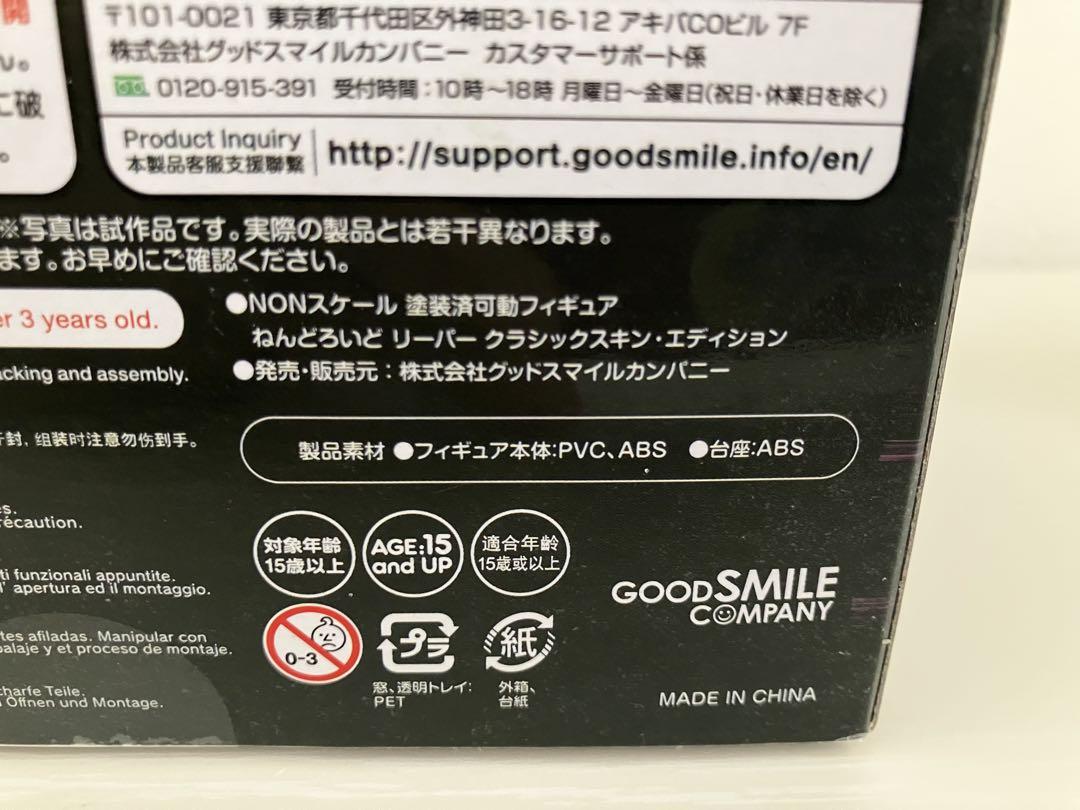 開
〒101-0021 東京都千代田区外神田3-16-12 アキバCOビル 7F
ん。
株式会社グッドスマイルカンパニー カスタマーサポート係
に破
0120-915-391 受付時間:10時〜18時 月曜日〜金曜日(祝日・休業日を除く)
。
Product Inquiry
本製品客服支援聯繫
http://support.goodsmile.info/en/
※写真は試作品です。実際の製品とは若干異なります。
ます。お早めにご確認ください。
er 3 years old.
●NONスケール 塗装済可動フィギュア
ねんどろいど リーパー クラシックスキン・エディション
acking and assembly.
●発売・販売元:株式会社グッドスマイルカンパニー
开封, 组装时注意勿伤到手。
製品素材 ●フィギュア本体:PVC、ABS ●台座:ABS
s.
récaution.
対象年齢
15歳以上
AGE:15
and UP
適合年齡
15歲或以上
ti funzionali appuntite.
l' apertura ed il montaggio.
GOODSMILE
COMPANY
tes afiladas. Manipular con
balaje y et proceso de montaje.
0-3
プラ
紙
窓、透明トレイ:
PET
外箱、
台紙
charfe Teile.
n Öffnen und Montage.
MADE IN CHINA